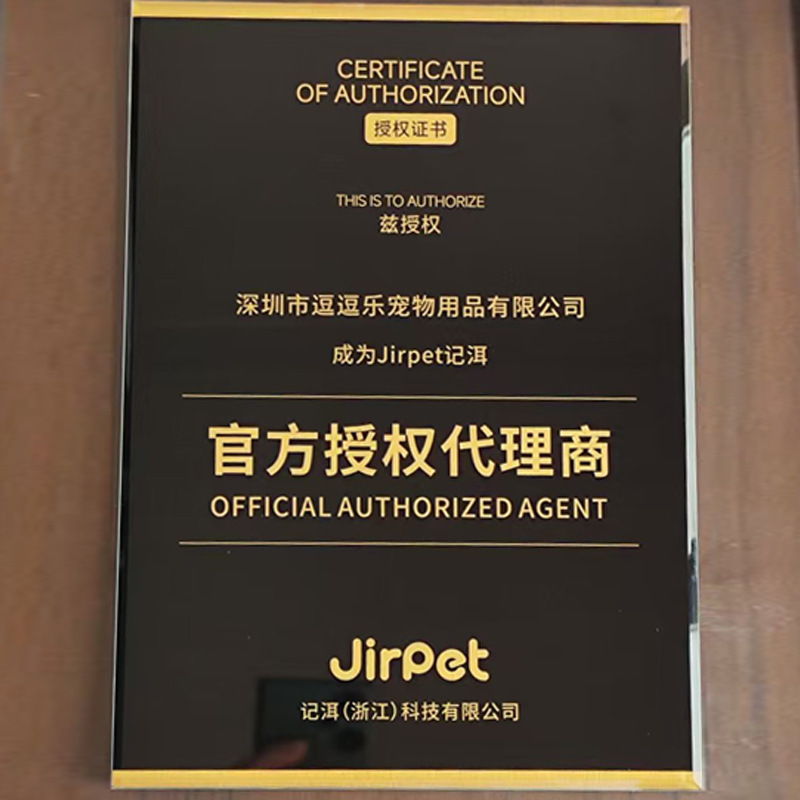 CERTIFICATE
OF AUTHORIZATION
授权证书
THIS IS TO AUTHORIZE
兹授权
深圳市逗逗乐宠物用品有限公司
成为Jirpet记洱
官方授权代理商
OFFICIAL AUTHORIZED AGENT
Jirpet
记洱(浙江)科技有限公司